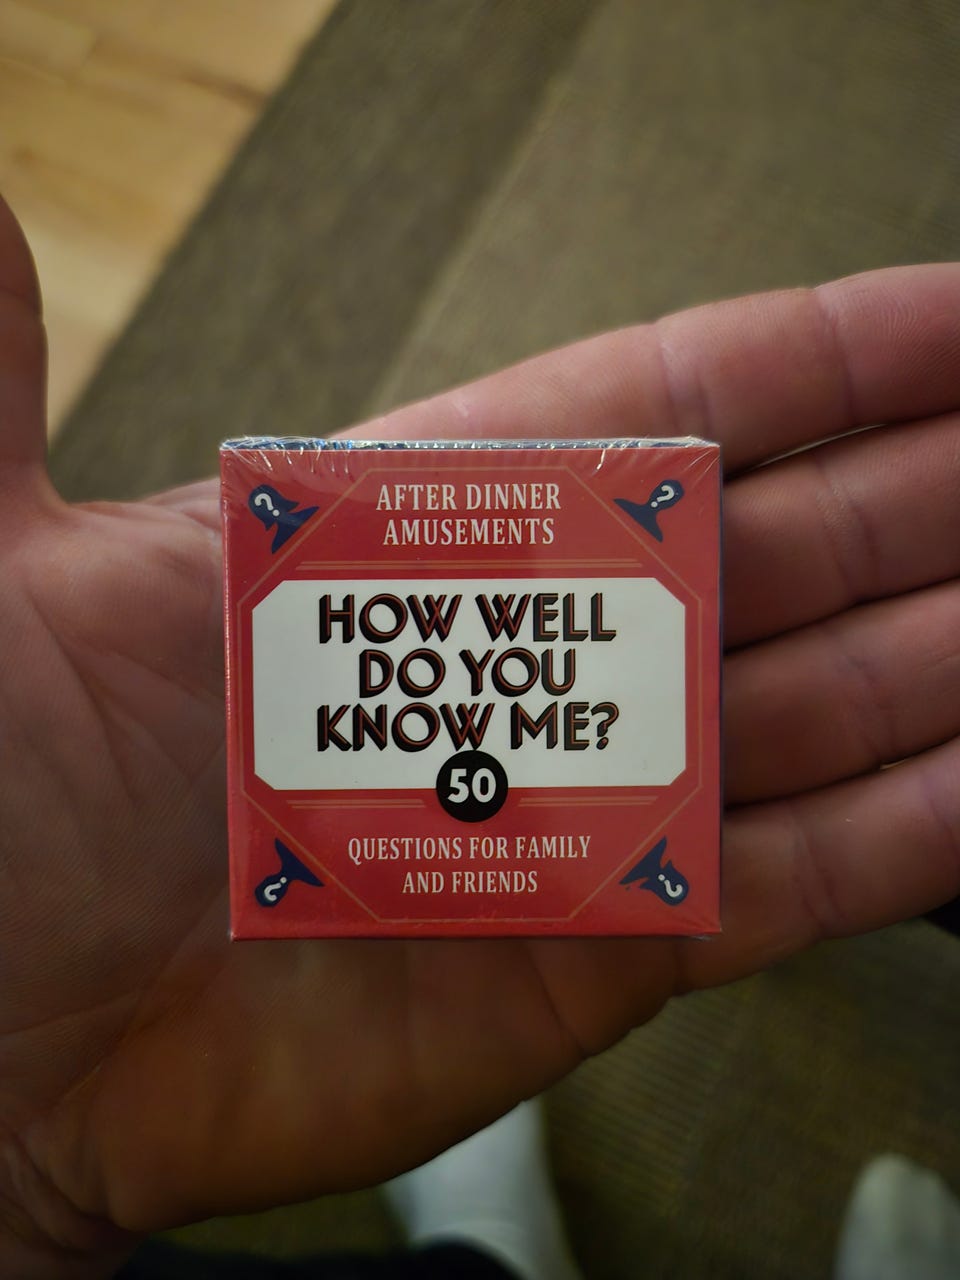 AFTER DINNER
AMUSEMENTS
HOW WELL
DO YOU
KNOW ME?
50
QUESTIONS FOR FAMILY
AND FRIENDS
?
?
?
?